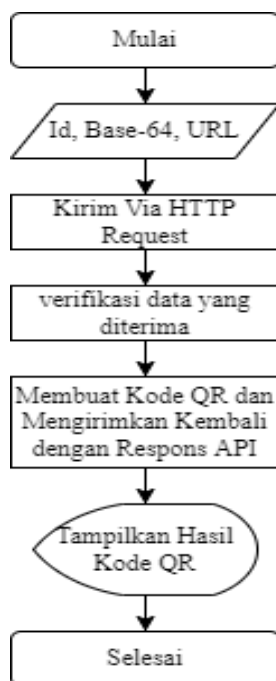 Mulai
Id, Base-64, URL
Kirim Via HTTP
Request
verifikasi data yang
diterima
Membuat Kode QR dan
Mengirimkan Kembali
dengan Respons API
Tampilkan Hasil
Kode QR
Selesai